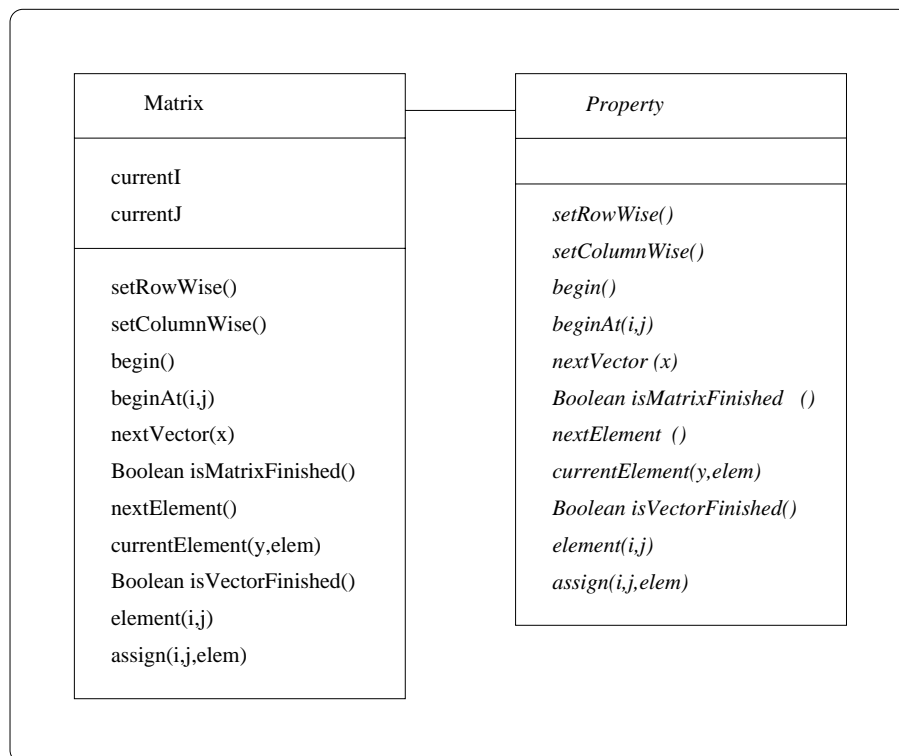 Matrix
currentI
currentJ
setRowWise()
setColumnWise()
begin()
beginAt(i,j)
nextVector(x)
Boolean isMatrixFinished()
nextElement()
currentElement(y,elem)
Boolean isVectorFinished()
element(i,j)
assign(i,j,elem)
Property
setRowWise()
setColumnWise()
begin()
beginAt(i,j)
nextVector (x)
Boolean isMatrixFinished ()
nextElement ()
currentElement(y,elem)
Boolean isVectorFinished()
element(i,j)
assign(i,j,elem)